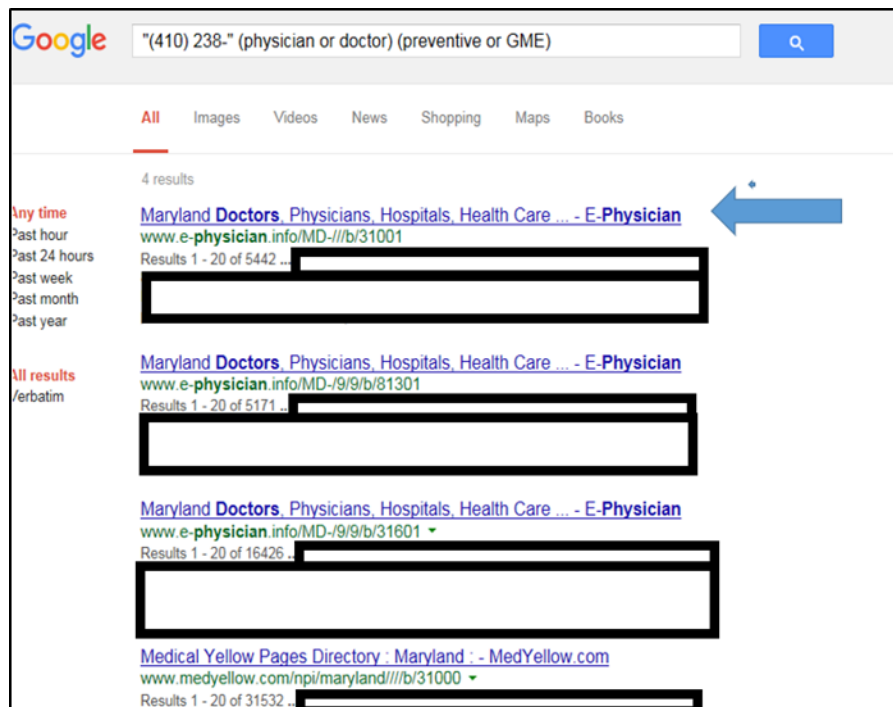 Google
"(410) 238-" (physician or doctor) (preventive or GME)
All Images Videos News Shopping Maps Books
4 results
Any time
Past hour
Past 24 hours
Past week
Past month
Past year
All results
Verbatim
Maryland Doctors, Physicians, Hospitals, Health Care ... - E-Physician
www.e-physician.info/MD-///b/31001
Results 1 - 20 of 5442 ...
Maryland Doctors, Physicians, Hospitals, Health Care ... - E-Physician
www.e-physician.info/MD-/9/9/b/81301
Results 1 - 20 of 5171 ..
Maryland Doctors, Physicians, Hospitals, Health Care ... - E-Physician
www.e-physician.info/MD-/9/9/b/31601
Results 1 - 20 of 16426 ..
Medical Yellow Pages Directory : Maryland : - MedYellow.com
www.medyellow.com/npi/maryland////b/31000
Results 1 - 20 of 31532 ..